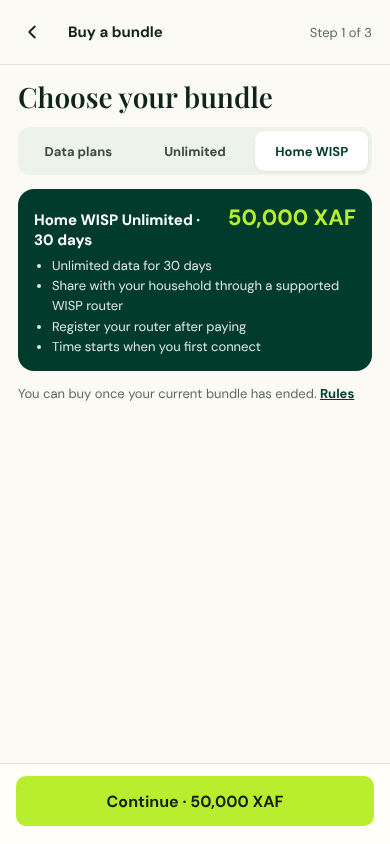 Buy a bundle
Step 1 of 3
Choose your bundle
Data plans
Unlimited
Home WISP
Home WISP Unlimited ·
30 days
50,000 XAF
• Unlimited data for 30 days
• Share with your household through a supported
WISP router
• Register your router after paying
• Time starts when you first connect
You can buy once your current bundle has ended. Rules
Continue · 50,000 XAF